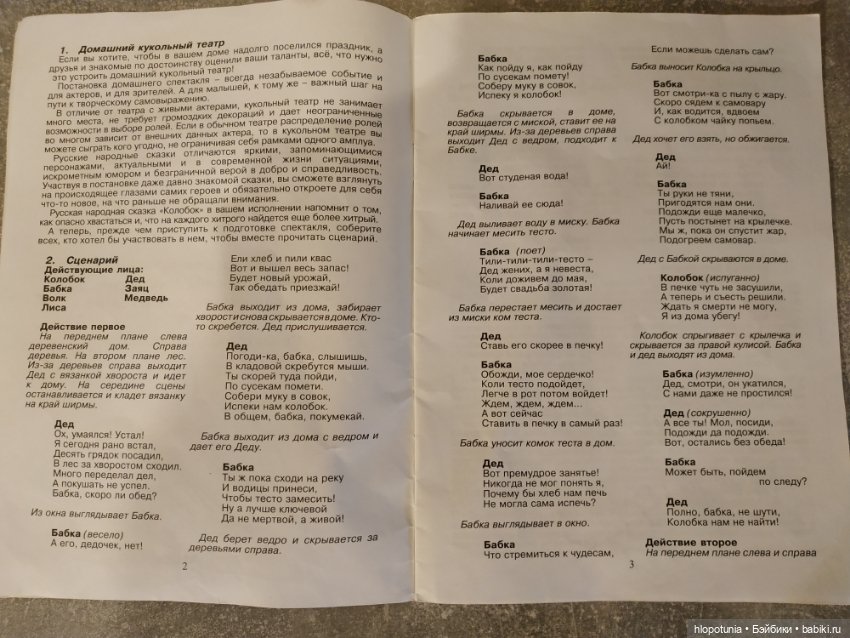 1. Домашний кукольный театр
Если вы хотите, чтобы в вашем доме надолго поселился праздник, а
друзья и знакомые по достоинству оценили ваши таланты, всё, что нужно
это устроить домашний кукольный театр!
Постановка домашнего спектакля – всегда незабываемое событие и
для актеров, и для зрителей. А для малышей, к тому же – важный шаг на
пути к творческому самовыражению.
В отличие от театра с живыми актерами, кукольный театр не занимает
много места, не требует громоздких декораций и дает неограниченные
возможности в выборе ролей. Если в обычном театре распределение ролей
во многом зависит от внешних данных актера, то в кукольном театре вы
можете сыграть кого угодно, не ограничивая себя рамками одного амплуа.
Русские народные сказки отличаются яркими, запоминающимися
персонажами, актуальными и в современной жизни ситуациями,
искрометным юмором и безграничной верой в добро и справедливость.
Участвуя в постановке даже давно знакомой сказки, вы сможете взглянуть
на происходящее глазами самих героев и обязательно откроете для себя
что-то новое, на что раньше не обращали внимания.
Русская народная сказка «Колобок» в вашем исполнении напомнит о том,
как опасно хвастаться и, что на каждого хитрого найдется еще более хитрый.
А теперь, прежде чем приступить к подготовке спектакля, соберите
всех, кто хотел бы участвовать в нем, чтобы вместе прочитать сценарий.
2. Сценарий
Действующие лица:
Колобок Дед
Бабка Заяц
Волк Медведь
Лиса
Действие первое
На переднем плане слева
деревенский дом. Справа
деревья. На втором плане лес.
Из-за деревьев справа выходит
Дед с вязанкой хвороста и идет
к дому. На середине сцены
останавливается и кладет вязанку
на край ширмы.
Дед
Ох, умаялся! Устал!
Я сегодня рано встал,
Десять грядок посадил,
В лес за хворостом сходил.
Много переделал дел,
А покушать не успел.
Бабка, скоро ли обед?
Из окна выглядывает Бабка.
Бабка (весело)
А его, дедочек, нет!
Ели хлеб и пили квас
Вот и вышел весь запас!
Будет новый урожай,
Так обедать приезжай!
Бабка выходит из дома, забирает
хворост и снова скрывается в доме. Кто-
то скребется. Дед прислушивается.
Дед
Погоди-ка, бабка, слышишь,
В кладовой скребутся мыши.
Ты скорей туда пойди,
По сусекам помети.
Собери муку в совок,
Испеки нам колобок.
В общем, бабка, покумекай.
Бабка выходит из дома с ведром и
дает его Деду.
Бабка
Ты ж пока сходи на реку
И водицы принеси,
Чтобы тесто замесить!
Ну а лучше ключевой
Да не мертвой, а живой!
Дед берет ведро и скрывается за
деревьями справа.
2
Бабка
Как пойду я, как пойду
По сусекам помету!
Соберу муку в совок,
Испеку я колобок!
Бабка скрывается в доме,
возвращается с миской, ставит ее на
край ширмы. Из-за деревьев справа
выходит Дед с ведром, подходит к
Бабке.
Дед
Вот студеная вода!
Бабка
Наливай ее сюда!
Дед выливает воду в миску. Бабка
начинает месить тесто.
Бабка (поет)
Тили-тили-тили-тесто –
Дед жених, а я невеста,
Коли доживем до мая,
Будет свадьба золотая!
Бабка перестает месить и достает
из миски ком теста.
Дед
Ставь его скорее в печку!
Бабка
Обожди, мое сердечко!
Коли тесто подойдет,
Легче в рот потом войдет!
Ждем, ждем, ждем...
А вот сейчас
Ставить в печку в самый раз!
Бабка уносит комок теста в дом.
Дед
Вот премудрое занятье!
Никогда не мог понять я,
Почему бы хлеб нам печь
Не могла сама испечь?
Бабка выглядывает в окно.
Бабка
Что стремиться к чудесам,
Если можешь сделать сам?
Бабка выносит Колобка на крыльцо.
Бабка
Вот смотри-ка с пылу с жару.
Скоро сядем к самовару
И, как водится, вдвоем
С колобком чайку попьем.
Дед хочет его взять, но обжигается.
Дед
Ай!
Бабка
Ты руки не тяни,
Пригодятся нам они.
Подожди еще малечко,
Пусть постынет на крылечке.
Мы ж, пока он спустит жар,
Подогреем самовар.
Дед с Бабкой скрываются в доме.
Колобок (испуганно)
В печке чуть не засушили,
А теперь и съесть решили.
Ждать я смерти не могу,
Я из дома убегу!
Колобок спрыгивает с крылечка и
скрывается за правой кулисой. Бабка
и дед выходят из дома.
Бабка (изумленно)
Дед, смотри, он укатился,
С нами даже не простился!
Дед (сокрушенно)
А все ты! Мол, посиди,
Подожди да подожди.
Вот, остались без обеда!
Бабка
Может быть, пойдем
по следу?
Дед
Полно, бабка, не шути,
Колобка нам не найти!
Действие второе
На переднем плане слева и справа
3
hlopotunia • Бэйбики • babiki.ru